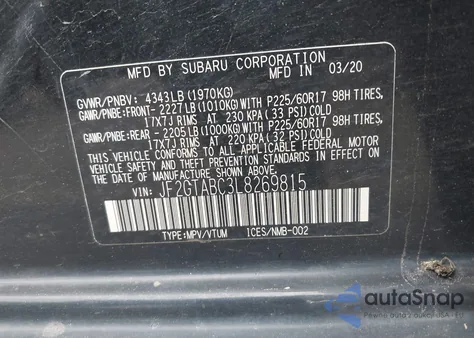 MFD BY SUBARU CORPORATION
MFD. IN 03/20
GVWR/PNBV: 4343LB (1970KG)
GAWR/PNBE:FRONT- 2227LB (1010KG)WITH P225/60R17 98H TIRES,
17X7J RIMS AT 230 KPA (33 PSI) COLD
GAWR/PNBE:REAR - 2205LB (1000KG)WITH P225/60R17 98H TIRES,
17X7J RIMS AT 220 KPA (32 PSI) COLD
THIS VEHICLE CONFORMS TO ALL APPLICABLE FEDERAL MOTOR
VEHICLE SAFETY AND THEFT PREVENTION STANDARDS IN EFFECT
ON THE DATE OF MANUFACTURE SHOWN ABOVE.
VIN: JF2GTABC3L8269815
TYPE:MPV/VTUM ICES/NMB-002
autoSnap
Pewne auto z USA i EU